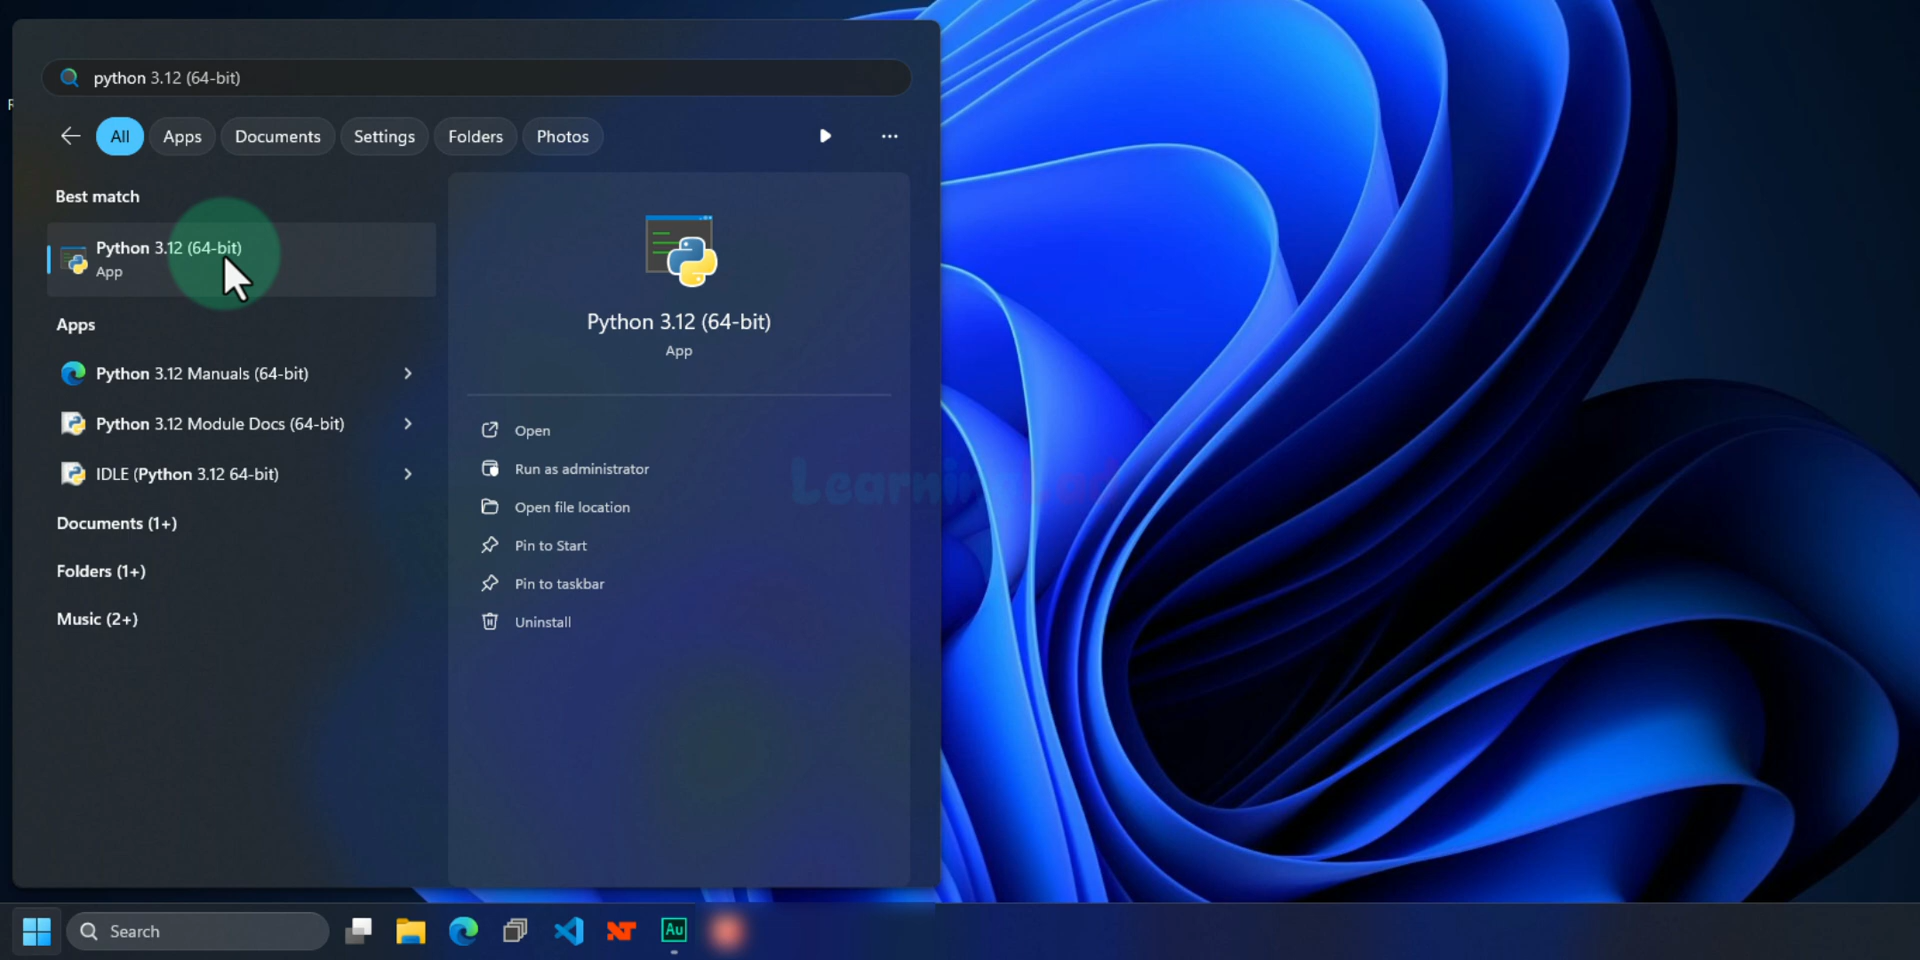 python 3.12 (64-bit)
R
All Apps Documents Settings Folders Photos
Best match
Python 3.12 (64-bit)
App
Apps
Python 3.12 Manuals (64-bit)
Python 3.12 Module Docs (64-bit)
IDLE (Python 3.12 64-bit)
Documents (1+)
Folders (1+)
Music (2+)
Python 3.12 (64-bit)
App
Open
Run as administrator
Open file location
Pin to Start
Pin to taskbar
Uninstall
Search
NT
Au